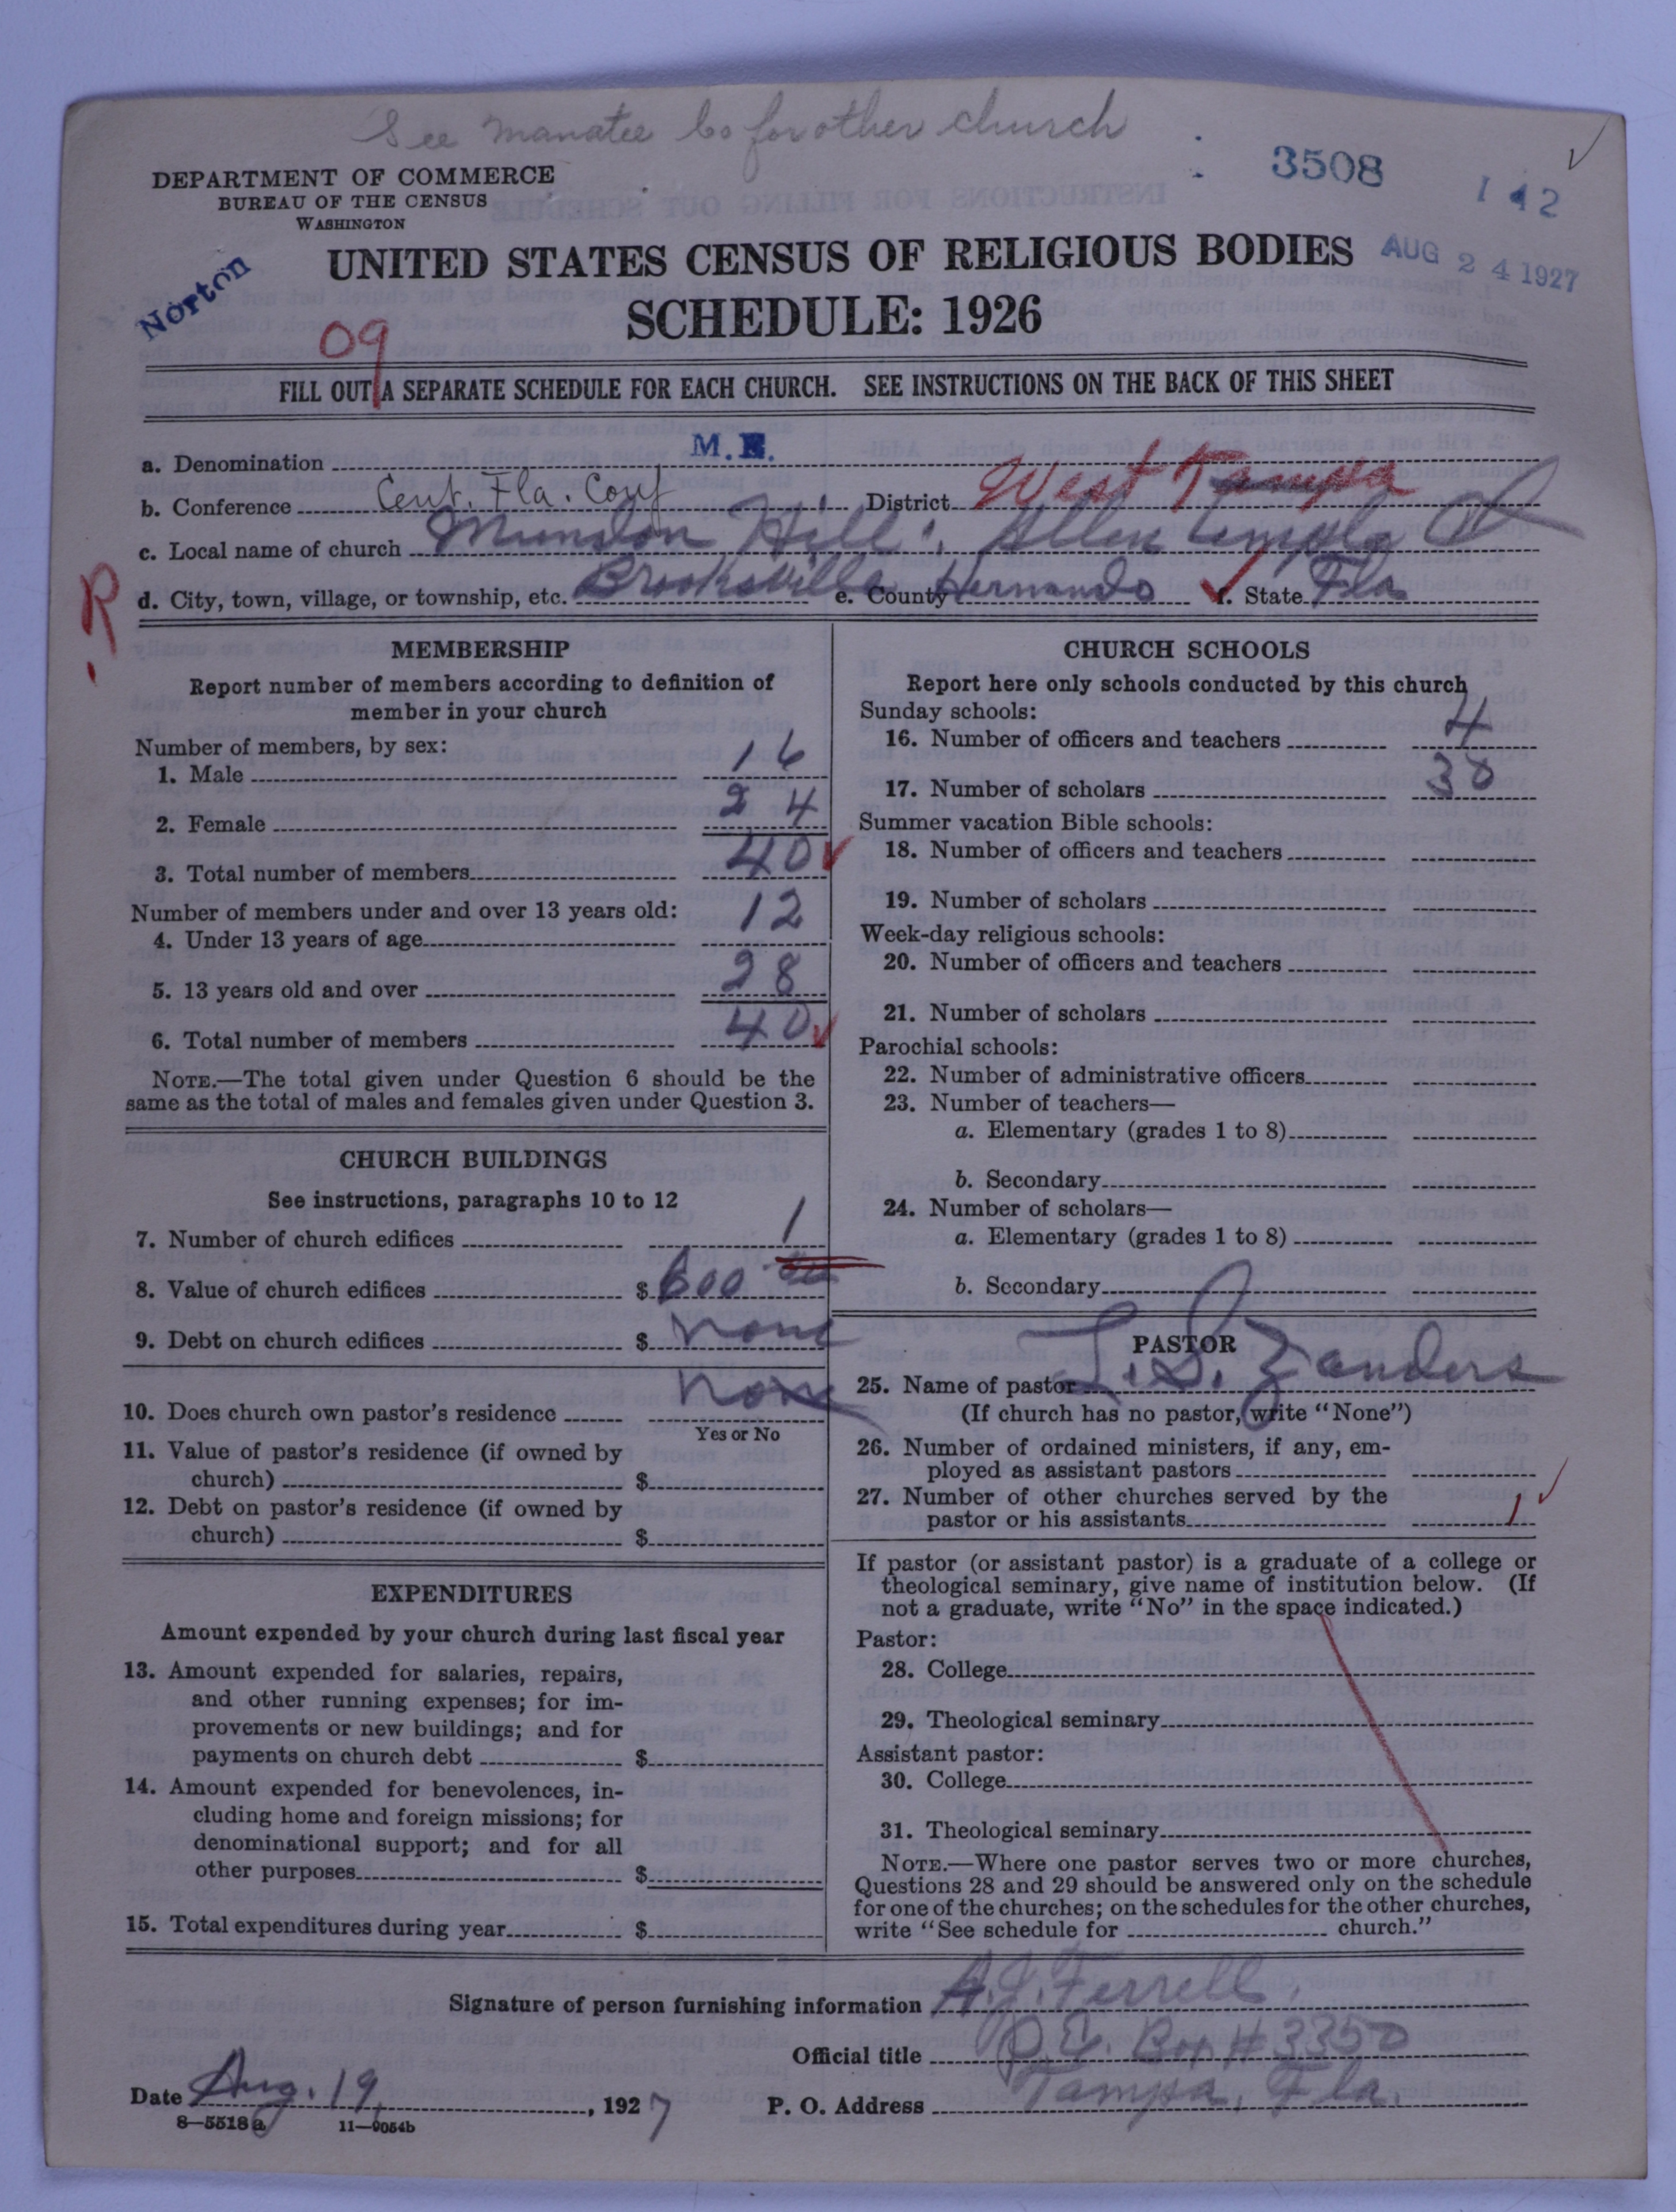 See Manatee Co for other church
3508
142
DEPARTMENT OF COMMERCE
BUREAU OF THE CENSUS
WASHINGTON
Norton
UNITED STATES CENSUS OF RELIGIOUS BODIES
AUG 24 1927
SCHEDULE: 1926
09
FILL OUT A SEPARATE SCHEDULE FOR EACH CHURCH. SEE INSTRUCTIONS ON THE BACK OF THIS SHEET
a. Denomination M.E.
b. Conference Cent. Fla. Conf District West Tampa
c. Local name of church Mundon Hill: Allen Temple
R
d. City, town, village, or township, etc. Brooksville e. County Hernando f. State Fla
MEMBERSHIP
Report number of members according to definition of
member in your church
Number of members, by sex:
1. Male 16
2. Female 24
3. Total number of members 40
Number of members under and over 13 years old:
4. Under 13 years of age 12
5. 13 years old and over 28
6. Total number of members 40
NOTE.—The total given under Question 6 should be the
same as the total of males and females given under Question 3.
CHURCH BUILDINGS
See instructions, paragraphs 10 to 12
7. Number of church edifices 1
8. Value of church edifices $ 600 00
9. Debt on church edifices $ none
10. Does church own pastor's residence None
Yes or No
11. Value of pastor's residence (if owned by
church) $
12. Debt on pastor's residence (if owned by
church) $
EXPENDITURES
Amount expended by your church during last fiscal year
13. Amount expended for salaries, repairs,
and other running expenses; for im-
provements or new buildings; and for
payments on church debt $
14. Amount expended for benevolences, in-
cluding home and foreign missions; for
denominational support; and for all
other purposes $
15. Total expenditures during year $
CHURCH SCHOOLS
Report here only schools conducted by this church
Sunday schools:
16. Number of officers and teachers 4
17. Number of scholars 38
Summer vacation Bible schools:
18. Number of officers and teachers
19. Number of scholars
Week-day religious schools:
20. Number of officers and teachers
21. Number of scholars
Parochial schools:
22. Number of administrative officers
23. Number of teachers—
a. Elementary (grades 1 to 8)
b. Secondary
24. Number of scholars—
a. Elementary (grades 1 to 8)
b. Secondary
PASTOR
25. Name of pastor L. S. Zanders
(If church has no pastor, write "None")
26. Number of ordained ministers, if any, em-
ployed as assistant pastors
27. Number of other churches served by the
pastor or his assistants 1
If pastor (or assistant pastor) is a graduate of a college or
theological seminary, give name of institution below. (If
not a graduate, write "No" in the space indicated.)
Pastor:
28. College
29. Theological seminary
Assistant pastor:
30. College
31. Theological seminary
NOTE.—Where one pastor serves two or more churches,
Questions 28 and 29 should be answered only on the schedule
for one of the churches; on the schedules for the other churches,
write "See schedule for church."
Signature of person furnishing information A. J. Ferrell
Official title P.E. Box # 3350
Date Aug. 19, 1927 P. O. Address Tampa, Fla.
8—5518a 11—9054b